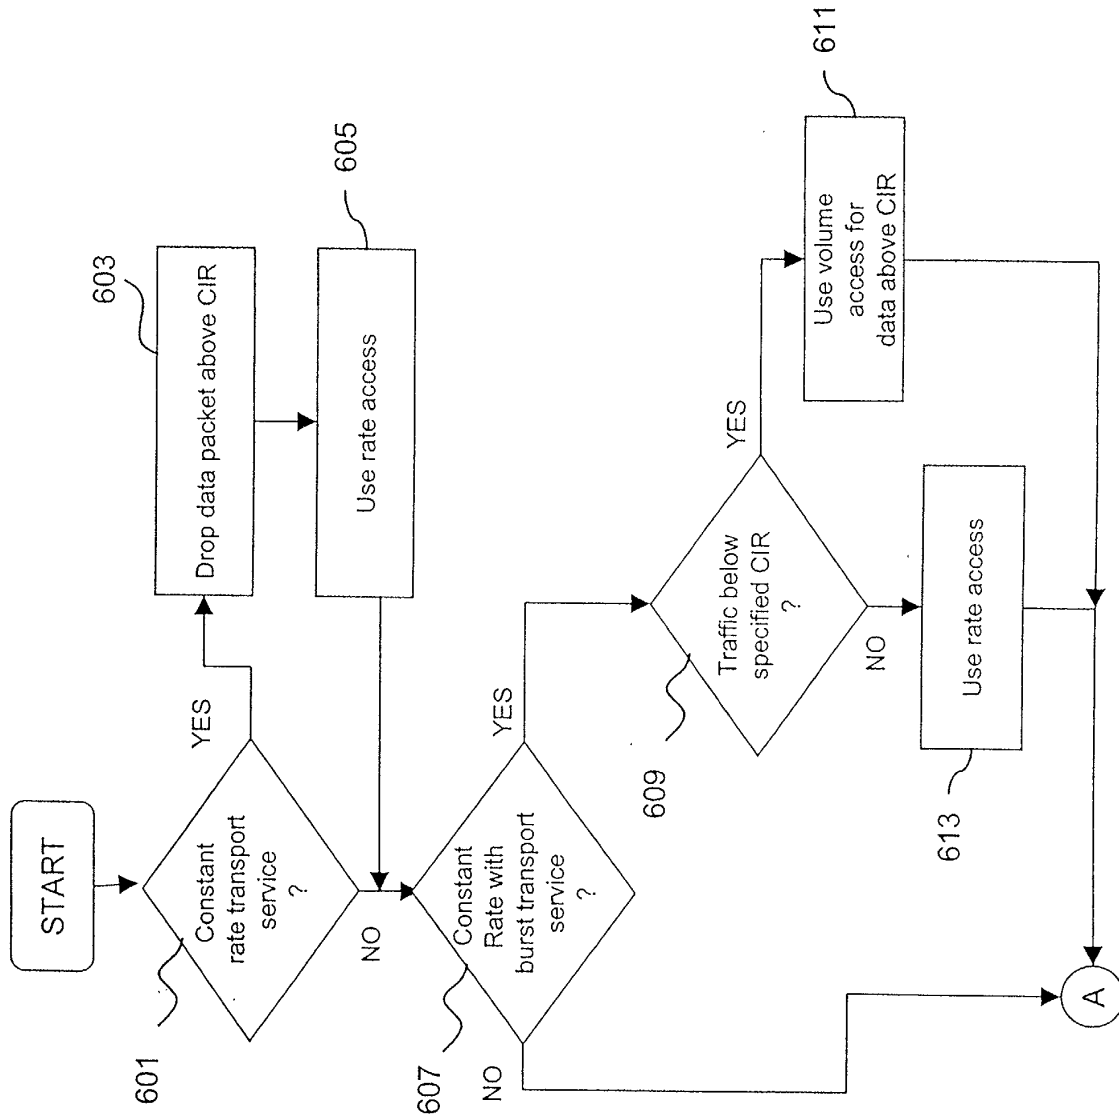 START
601
Constant
rate transport
service
?
YES
NO
603
Drop data packet above CIR
605
Use rate access
607
Constant
Rate with
burst transport
service
?
YES
NO
609
Traffic below
specified CIR
?
YES
NO
611
Use volume
access for
data above CIR
613
Use rate access
A